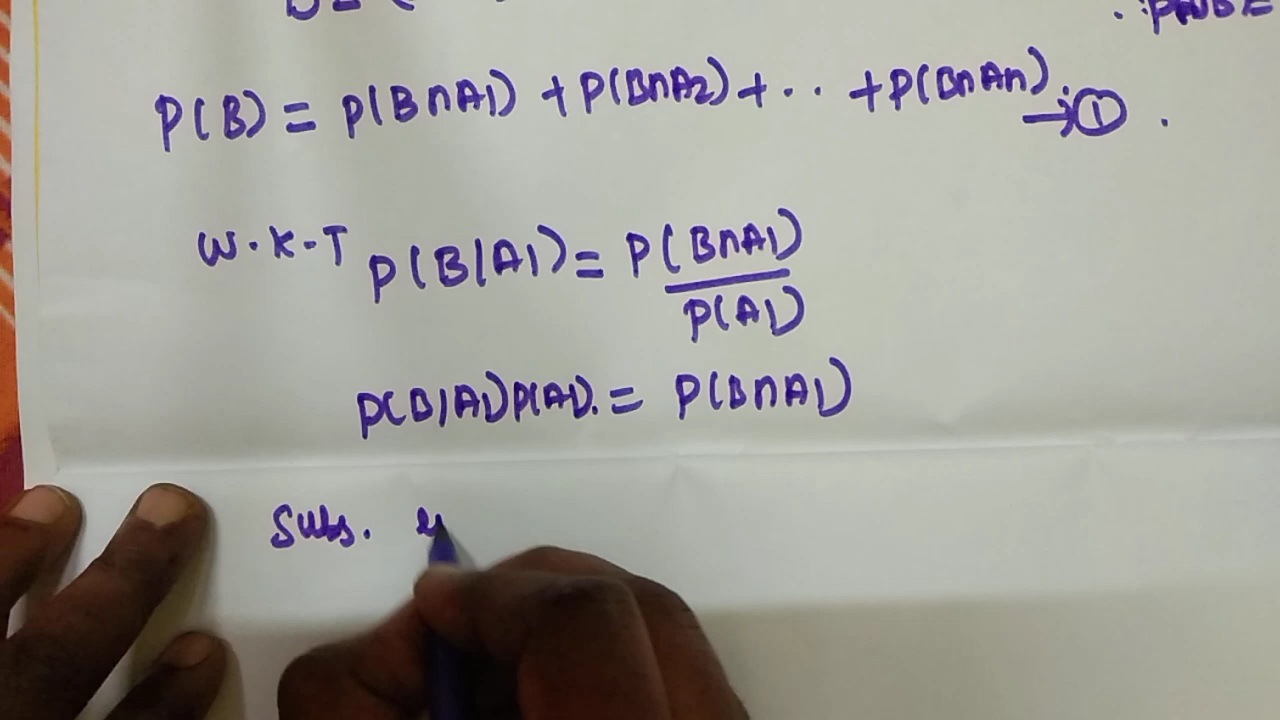 P(B) = P(B∩A1) + P(B∩A2) + .. + P(B∩An). → ①.
W.K.T P(B|A1) = P(B∩A1)
P(A1)
P(B|A1)P(A1). = P(B∩A1)
Subs.